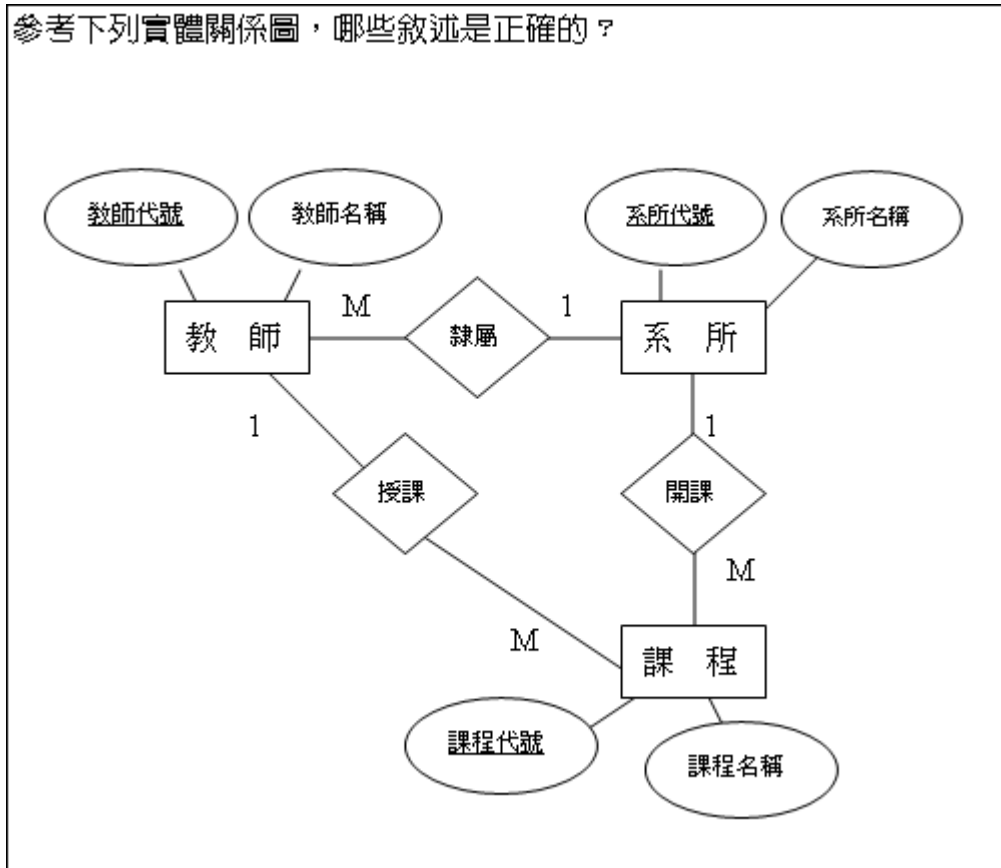 參考下列實體關係圖，哪些敘述是正確的？
教師代號
教師名稱
系所代號
系所名稱
教 師
M
隸屬
1
系 所
1
1
授課
開課
M
M
課 程
課程代號
課程名稱